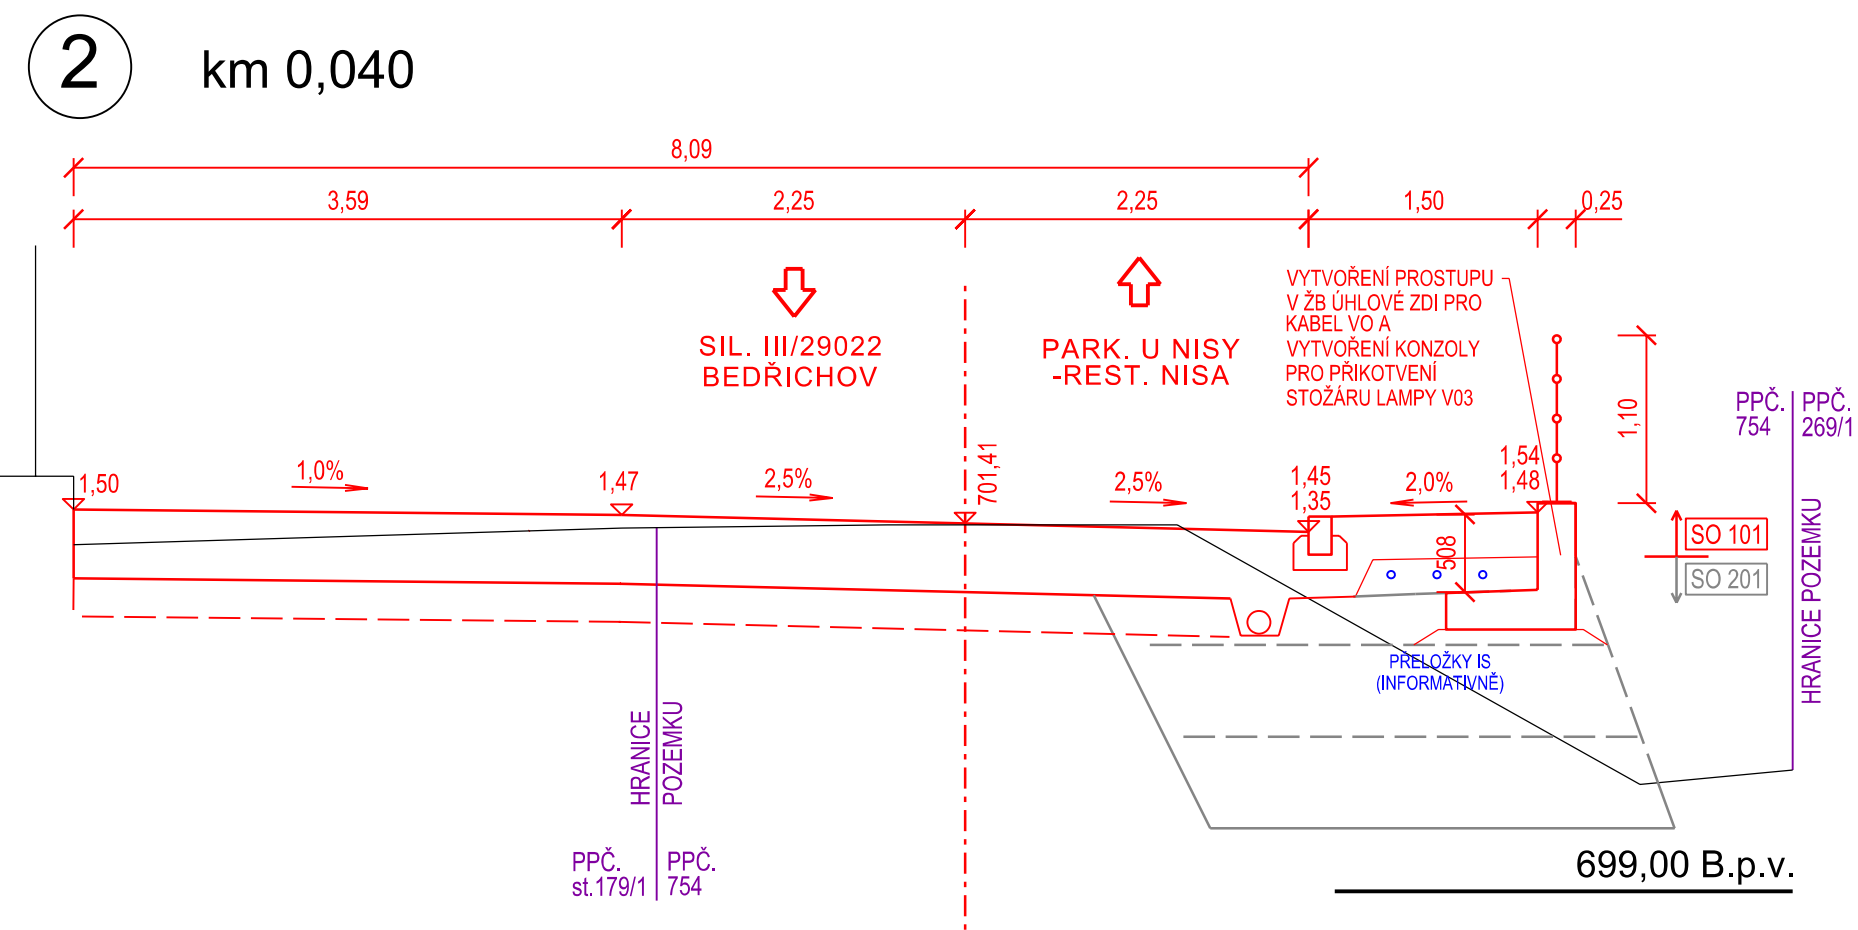 2
km 0,040
8,09
3,59
2,25
2,25
1,50
0,25
SIL. III/29022
BEDŘICHOV
PARK. U NISY
-REST. NISA
VYTVOŘENÍ PROSTUPU
V ŽB ÚHLOVÉ ZDI PRO
KABEL VO A
VYTVOŘENÍ KONZOLY
PRO PŘIKOTVENÍ
STOŽÁRU LAMPY V03
1,10
PPČ.
754
PPČ.
269/1
HRANICE POZEMKU
1,50
1,0%
1,47
2,5%
701,41
2,5%
1,45
1,35
2,0%
1,54
1,48
508
SO 101
SO 201
PŘELOŽKY IS
(INFORMATIVNĚ)
HRANICE
POZEMKU
PPČ.
st.179/1
PPČ.
754
699,00 B.p.v.